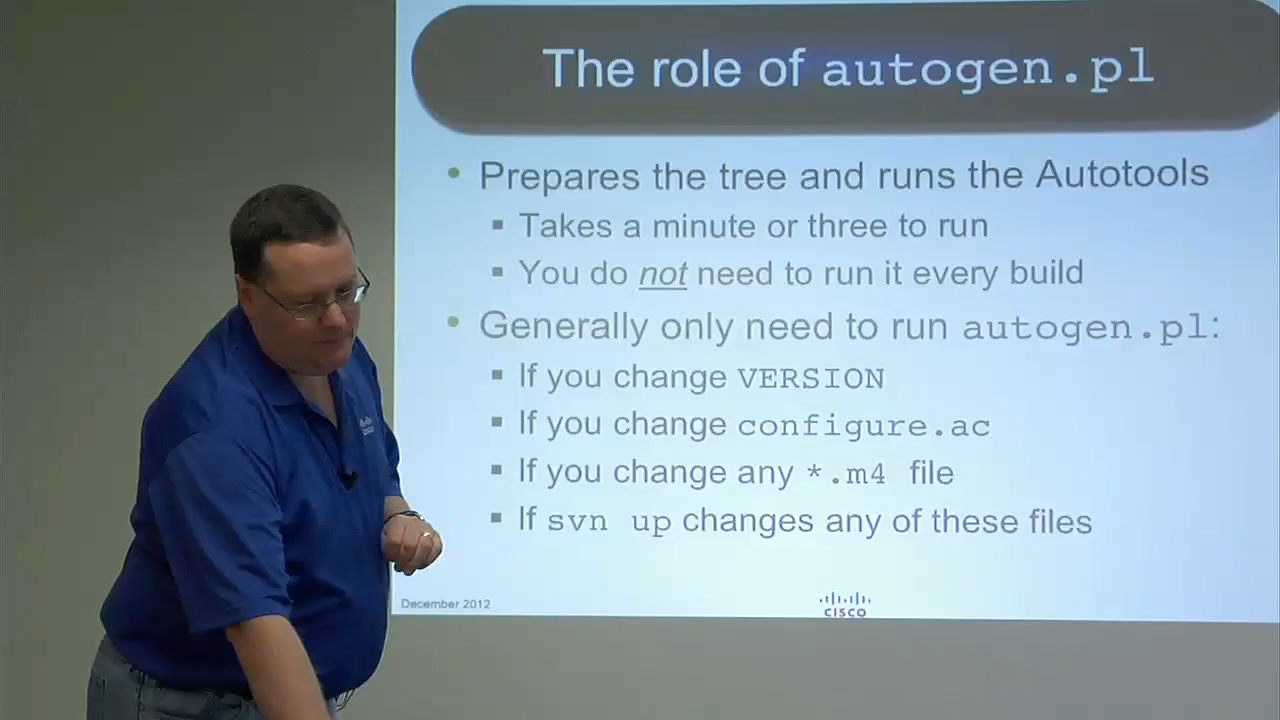 The role of autogen.pl
• Prepares the tree and runs the Autotools
▪ Takes a minute or three to run
▪ You do not need to run it every build
• Generally only need to run autogen.pl:
▪ If you change VERSION
▪ If you change configure.ac
▪ If you change any *.m4 file
▪ If svn up changes any of these files
December 2012
CISCO